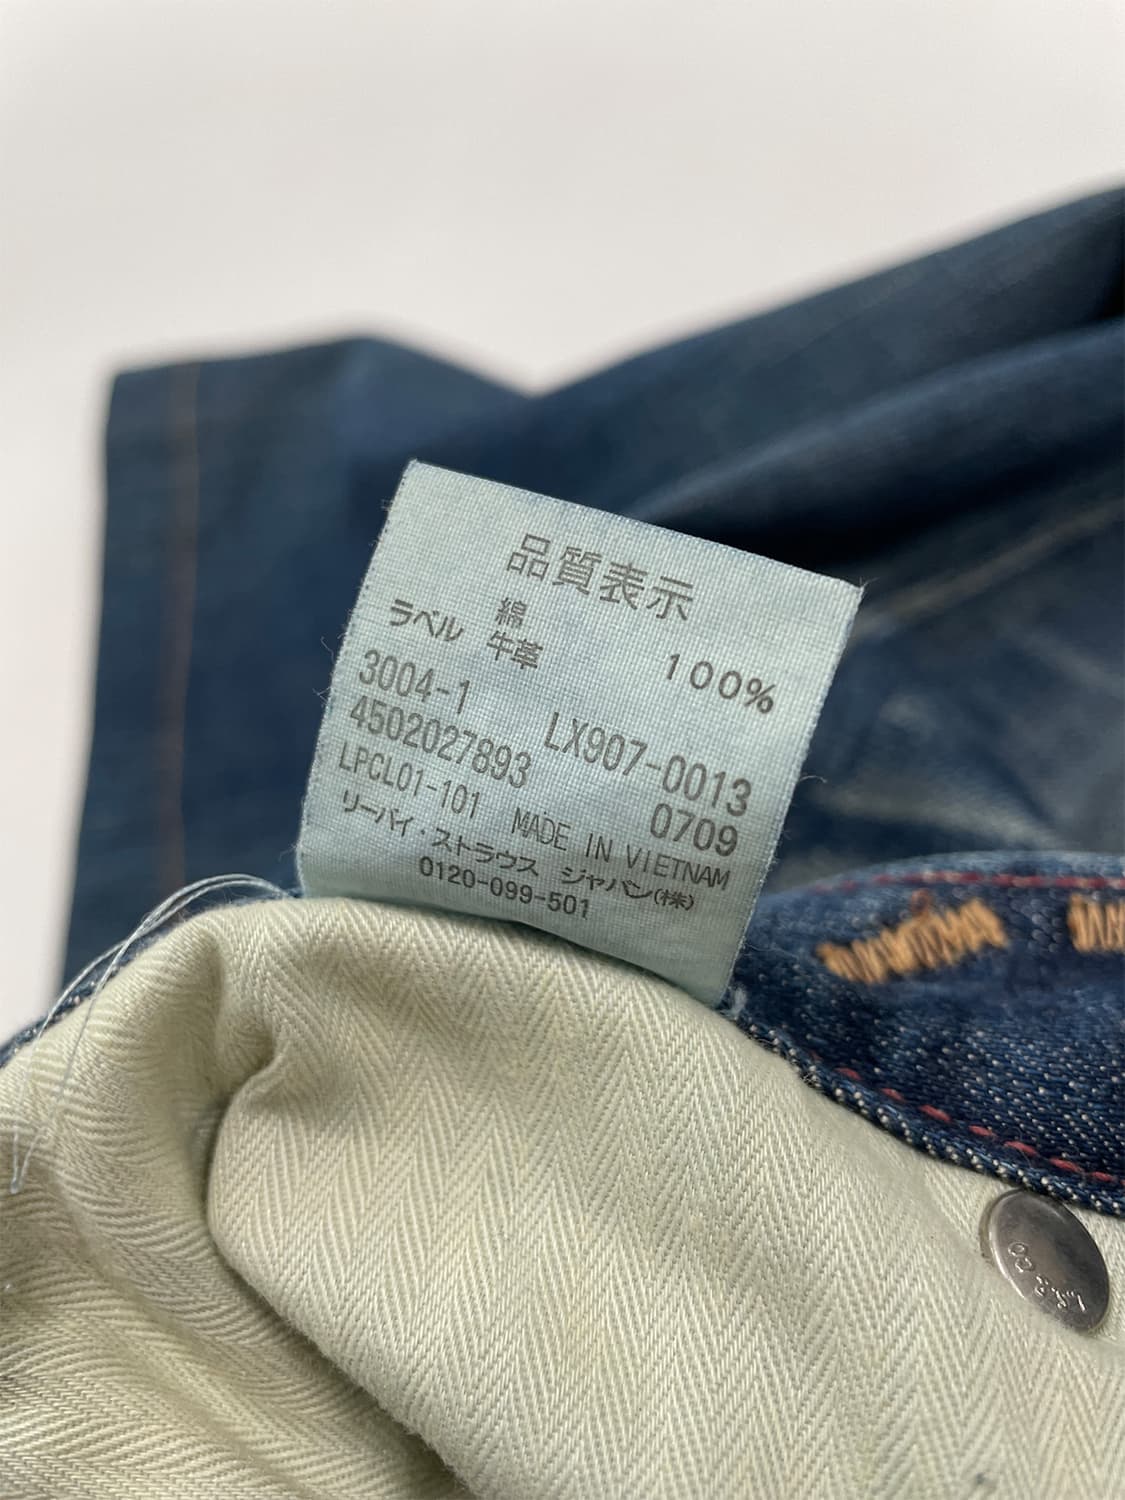 品質表示
綿 100%
ラベル 牛革
3004-1 LX907-0013
4502027893 0709
LPCL01-101 MADE IN VIETNAM
リーバイ・ストラウス ジャパン(株)
0120-099-501